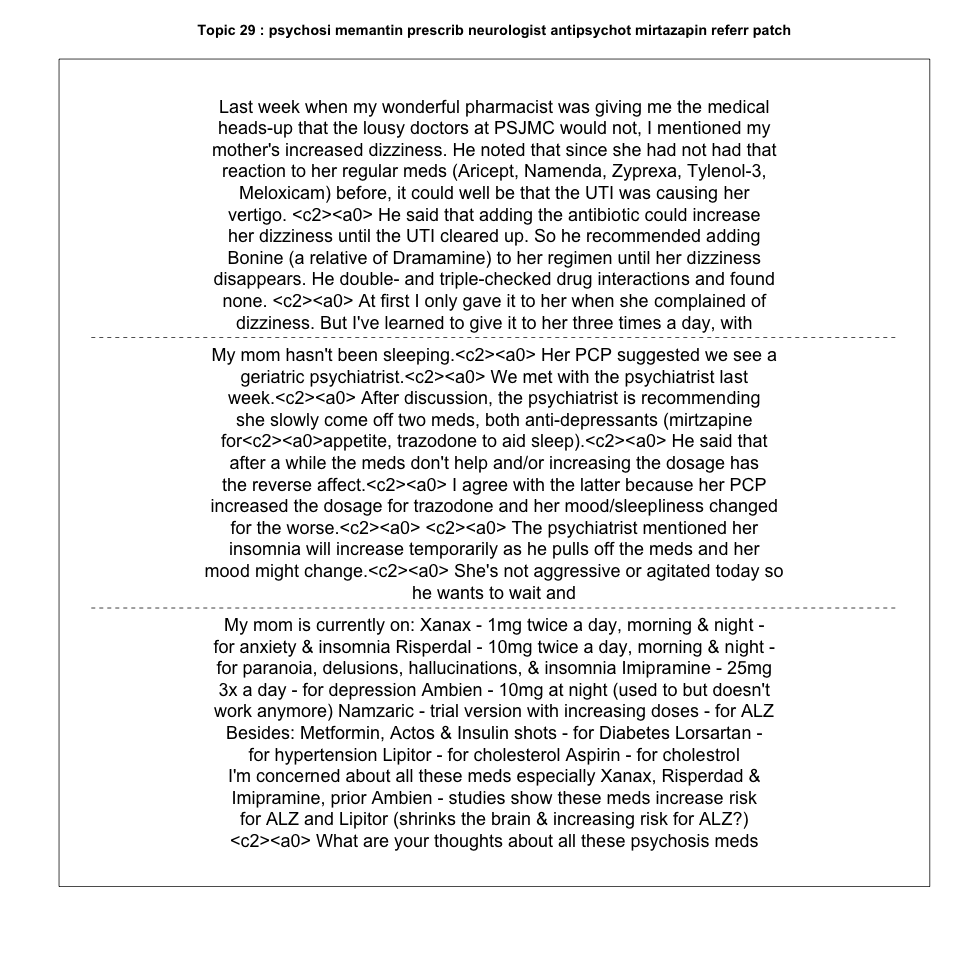 Topic 29 : psychosi memantin prescrib neurologist antipsychot mirtazapin referr patch
Last week when my wonderful pharmacist was giving me the medical
heads-up that the lousy doctors at PSJMC would not, I mentioned my
mother's increased dizziness. He noted that since she had not had that
reaction to her regular meds (Aricept, Namenda, Zyprexa, Tylenol-3,
Meloxicam) before, it could well be that the UTI was causing her
vertigo. <c2><a0> He said that adding the antibiotic could increase
her dizziness until the UTI cleared up. So he recommended adding
Bonine (a relative of Dramamine) to her regimen until her dizziness
disappears. He double- and triple-checked drug interactions and found
none. <c2><a0> At first I only gave it to her when she complained of
dizziness. But I've learned to give it to her three times a day, with
My mom hasn't been sleeping.<c2><a0> Her PCP suggested we see a
geriatric psychiatrist.<c2><a0> We met with the psychiatrist last
week.<c2><a0> After discussion, the psychiatrist is recommending
she slowly come off two meds, both anti-depressants (mirtzapine
for<c2><a0>appetite, trazodone to aid sleep).<c2><a0> He said that
after a while the meds don't help and/or increasing the dosage has
the reverse affect.<c2><a0> I agree with the latter because her PCP
increased the dosage for trazodone and her mood/sleepliness changed
for the worse.<c2><a0> <c2><a0> The psychiatrist mentioned her
insomnia will increase temporarily as he pulls off the meds and her
mood might change.<c2><a0> She's not aggressive or agitated today so
he wants to wait and
My mom is currently on: Xanax - 1mg twice a day, morning & night -
for anxiety & insomnia Risperdal - 10mg twice a day, morning & night -
for paranoia, delusions, hallucinations, & insomnia Imipramine - 25mg
3x a day - for depression Ambien - 10mg at night (used to but doesn't
work anymore) Namzaric - trial version with increasing doses - for ALZ
Besides: Metformin, Actos & Insulin shots - for Diabetes Lorsartan -
for hypertension Lipitor - for cholesterol Aspirin - for cholestrol
I'm concerned about all these meds especially Xanax, Risperdad &
Imipramine, prior Ambien - studies show these meds increase risk
for ALZ and Lipitor (shrinks the brain & increasing risk for ALZ?)
<c2><a0> What are your thoughts about all these psychosis meds